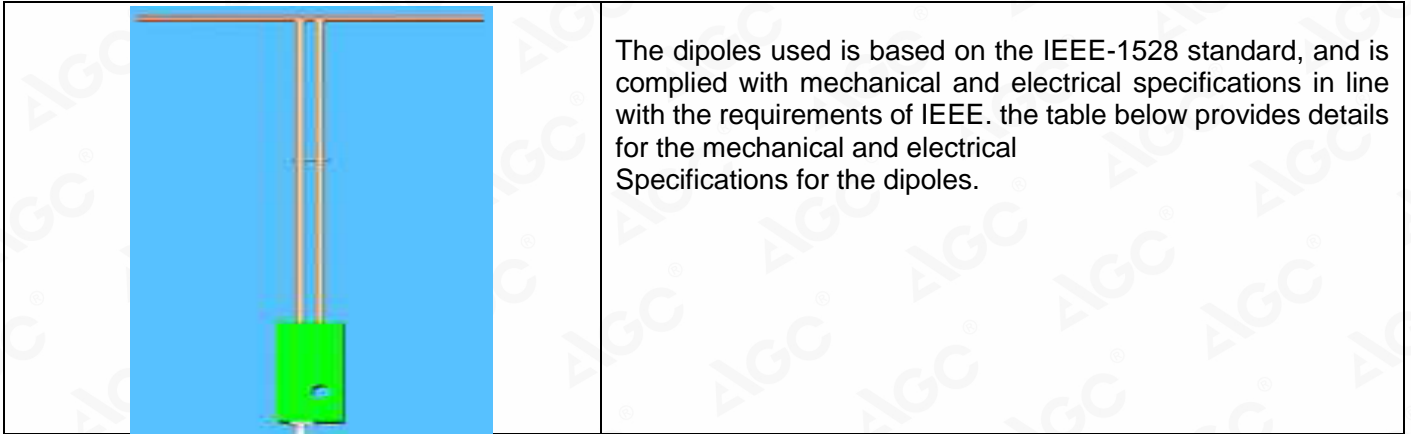 The dipoles used is based on the IEEE-1528 standard, and is
complied with mechanical and electrical specifications in line
with the requirements of IEEE. the table below provides details
for the mechanical and electrical
Specifications for the dipoles.